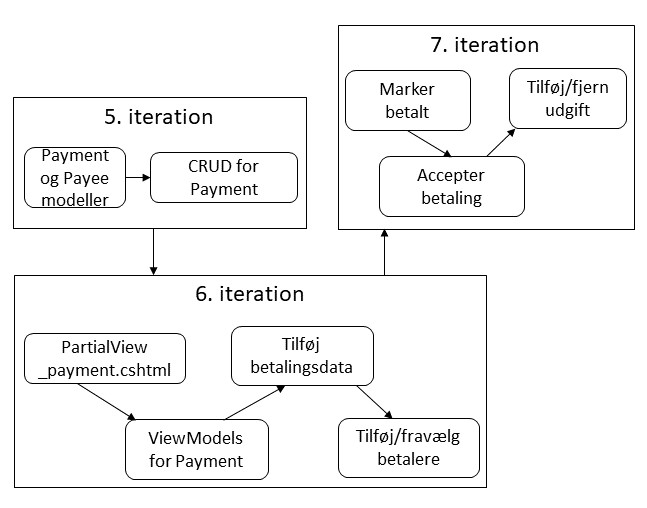 5. iteration
Payment
og Payee
modeller
CRUD for
Payment
6. iteration
PartialView
_payment.cshtml
ViewModels
for Payment
Tilføj
betalingsdata
Tilføj/fravælg
betalere
7. iteration
Marker
betalt
Accepter
betaling
Tilføj/fjern
udgift